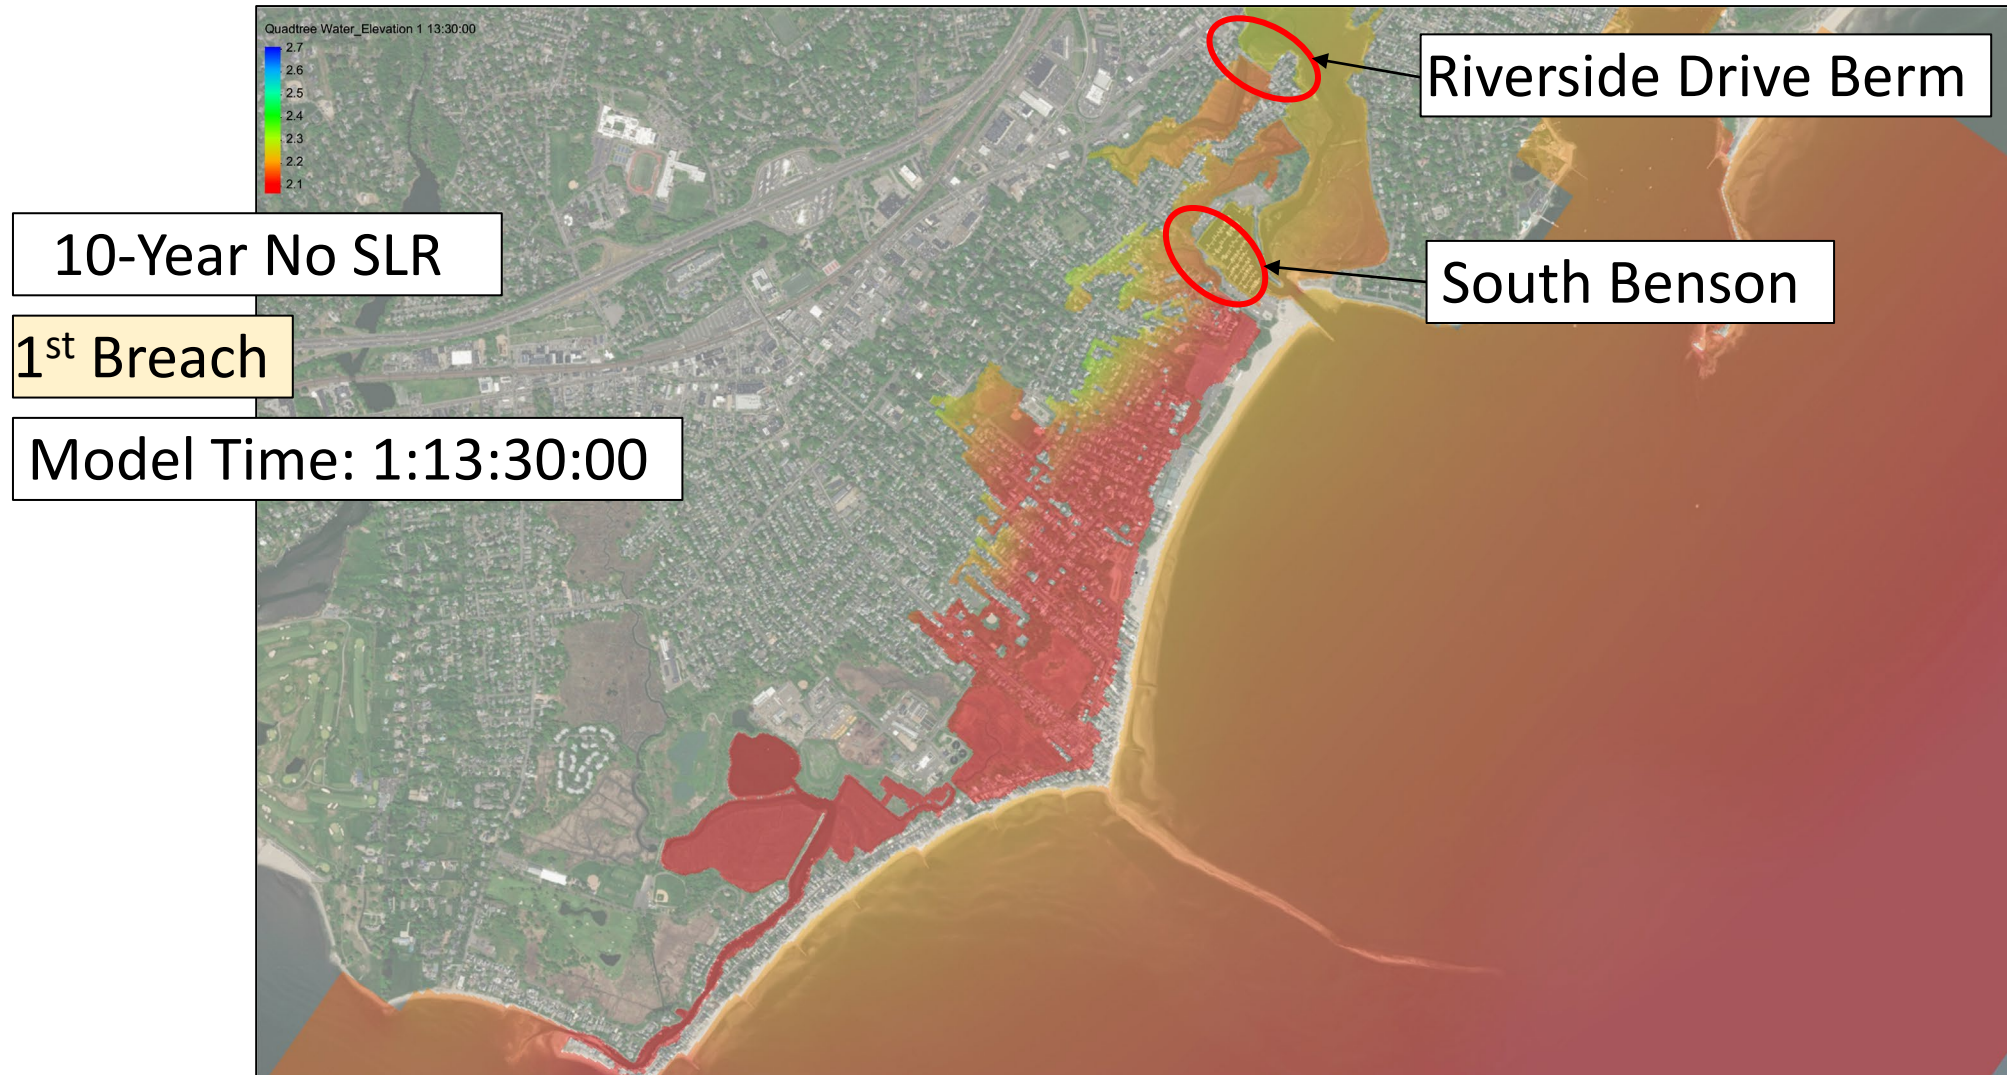 Quadtree Water_Elevation 1 13:30:00
2.7
2.6
2.5
2.4
2.3
2.2
2.1
Riverside Drive Berm
10-Year No SLR
South Benson
1st Breach
Model Time: 1:13:30:00